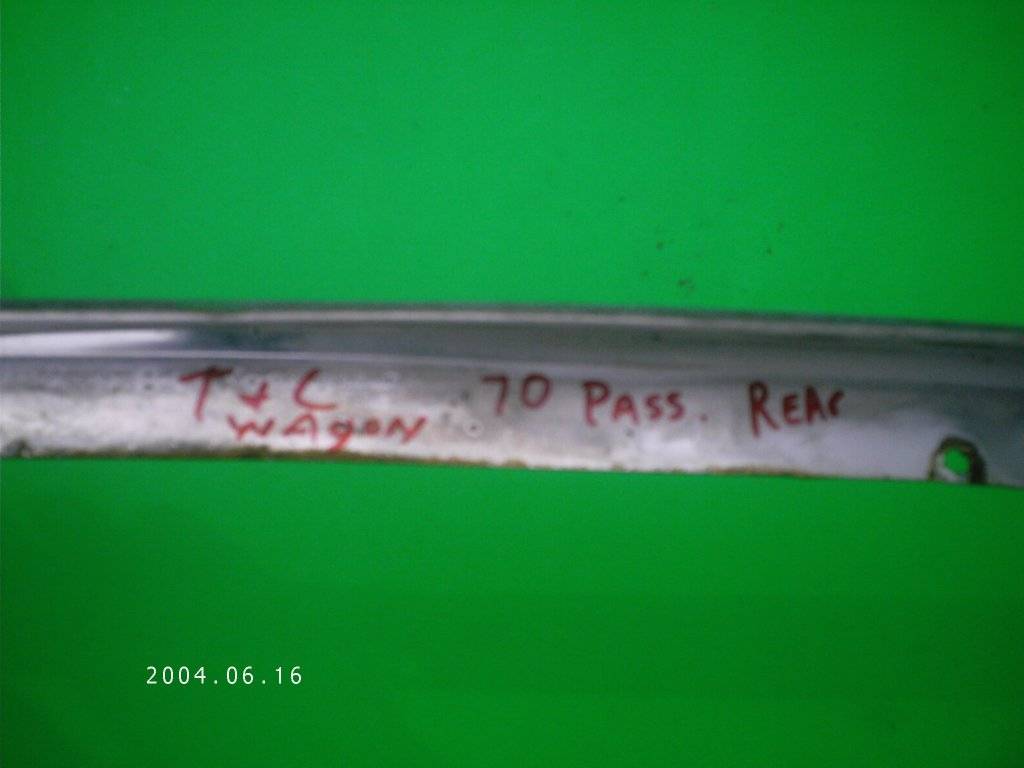 T + C 70 PASS. REAr
WAgON
2004.06.16